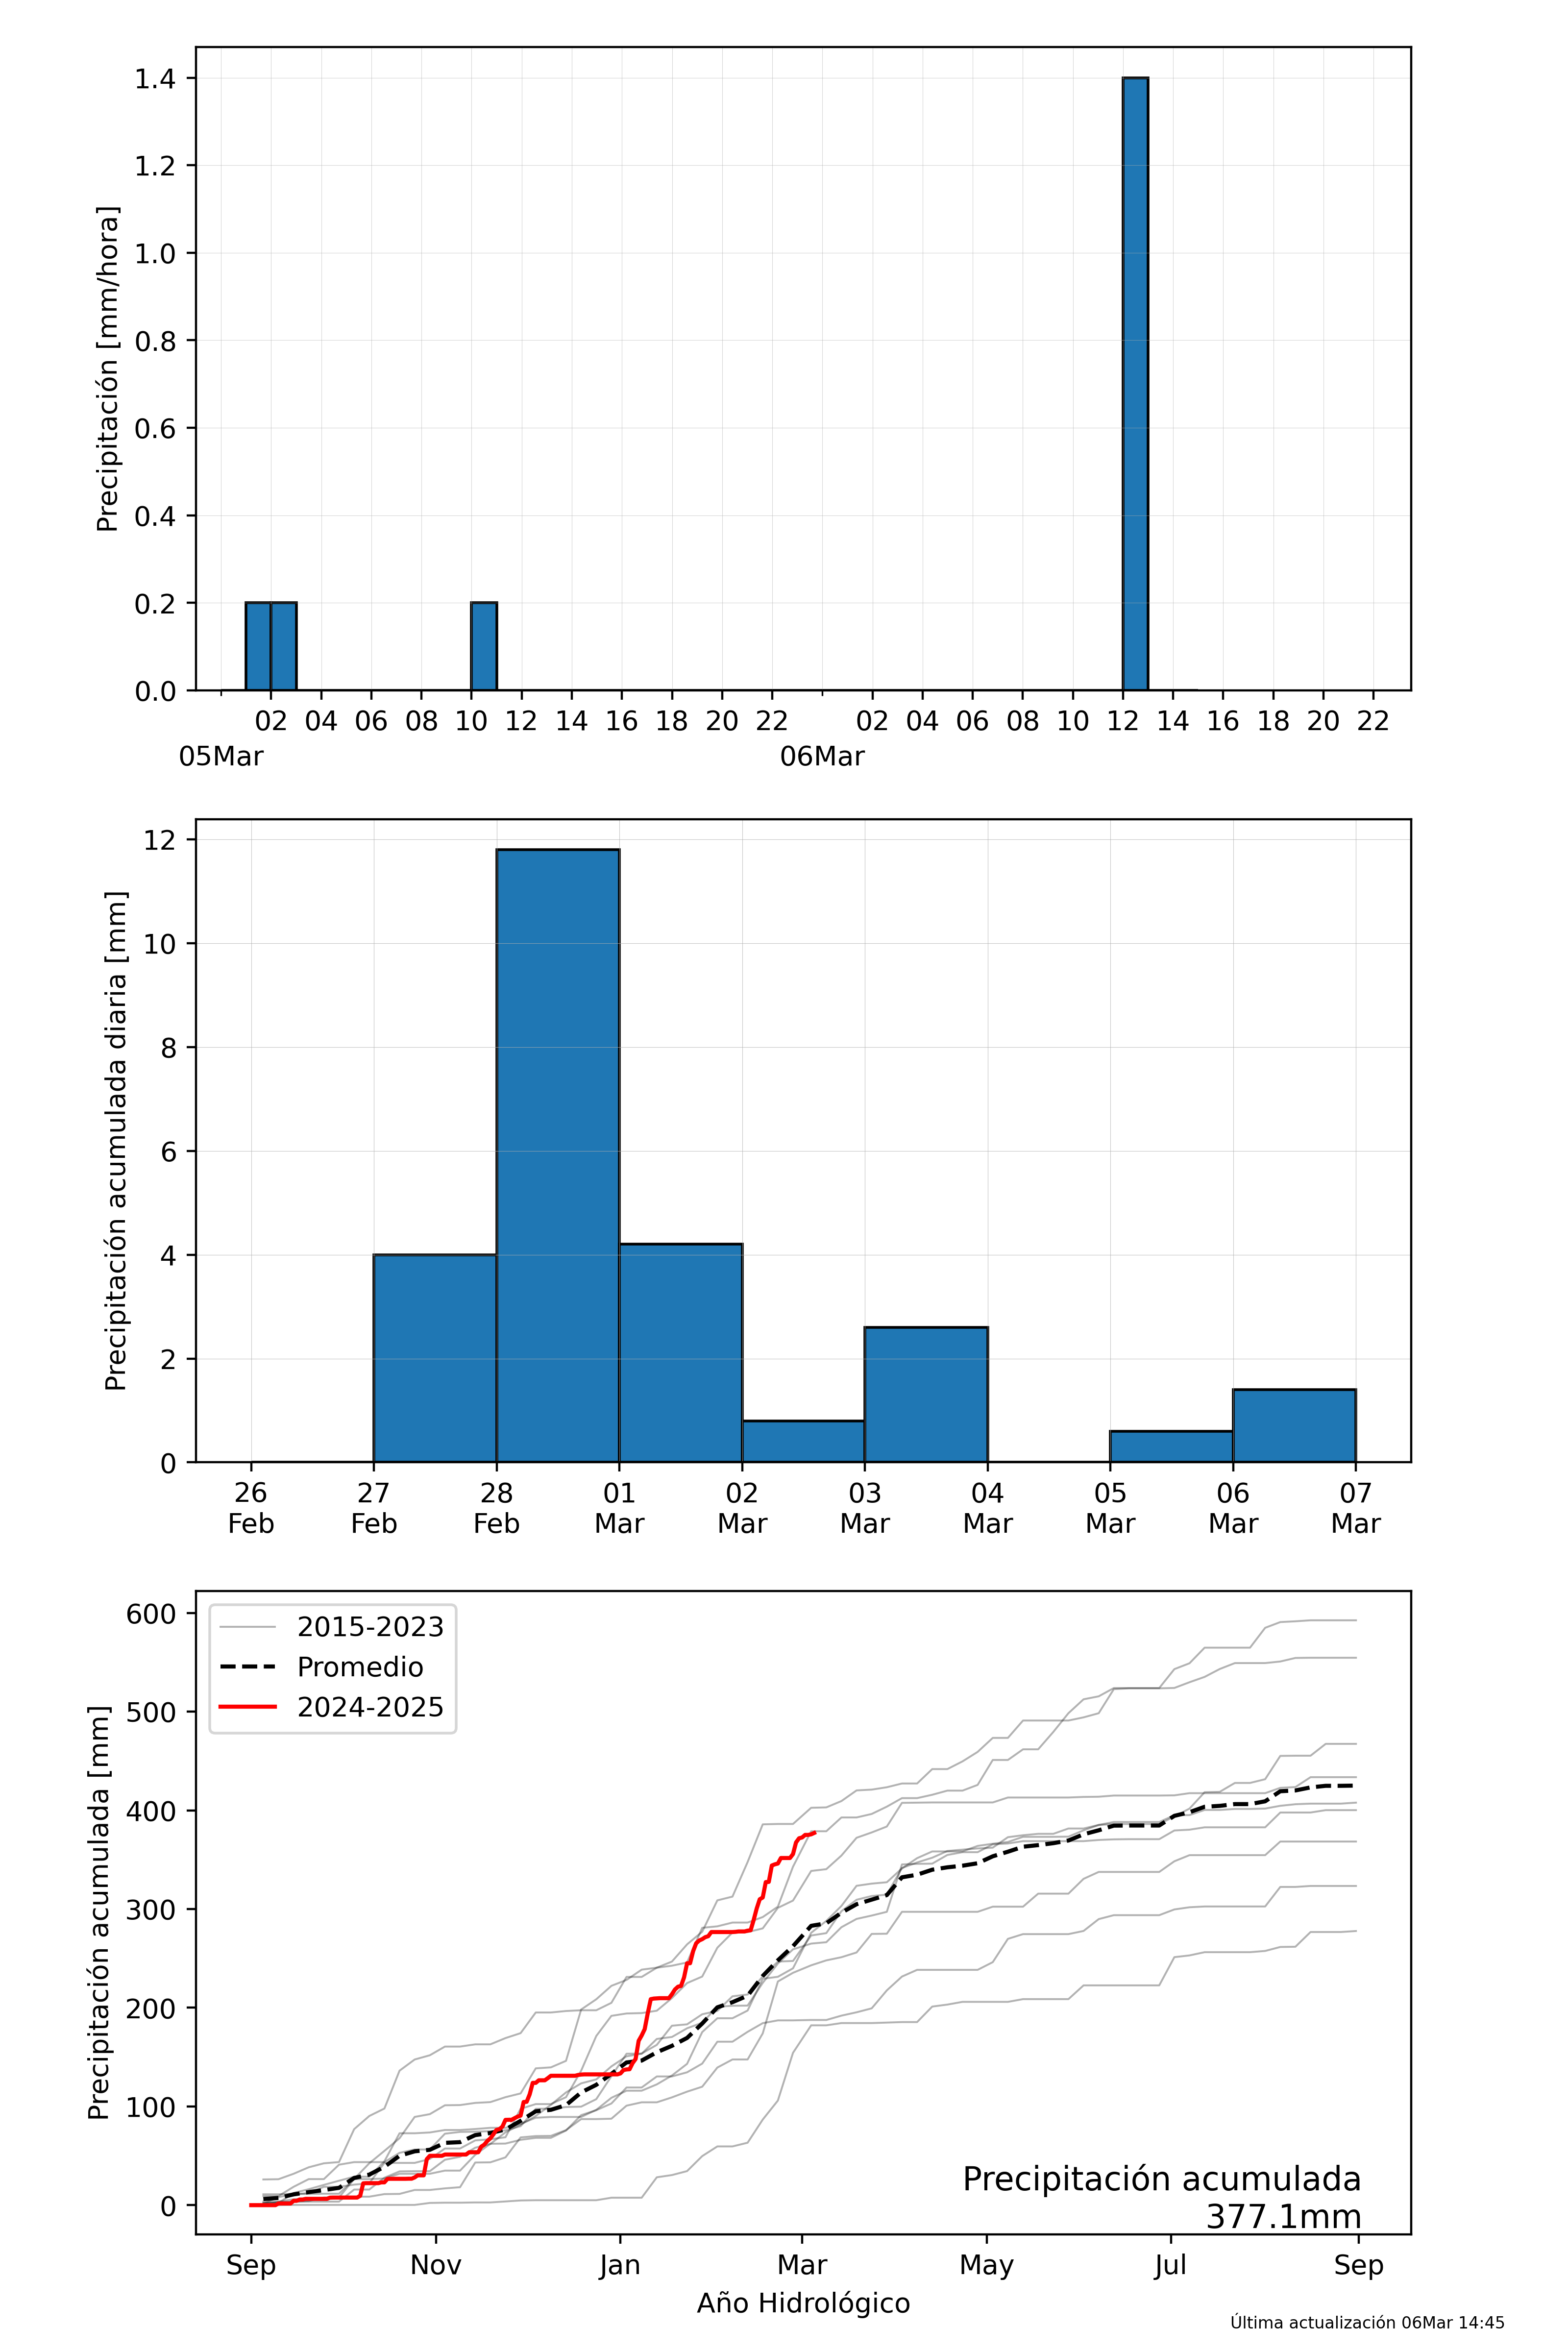 Precipitación [mm/hora]
1.4
1.2
1.0
0.8
0.6
0.4
0.2
0.0
02 04 06 08 10 12 14 16 18 20 22 02 04 06 08 10 12 14 16 18 20 22
05Mar 06Mar
Precipitación acumulada diaria [mm]
12
10
8
6
4
2
0
26 27 28 01 02 03 04 05 06 07
Feb Feb Feb Mar Mar Mar Mar Mar Mar Mar
Precipitación acumulada [mm]
600
500
400
300
200
100
0
2015-2023
Promedio
2024-2025
Precipitación acumulada
377.1mm
Sep Nov Jan Mar May Jul Sep
Año Hidrológico
Última actualización 06Mar 14:45